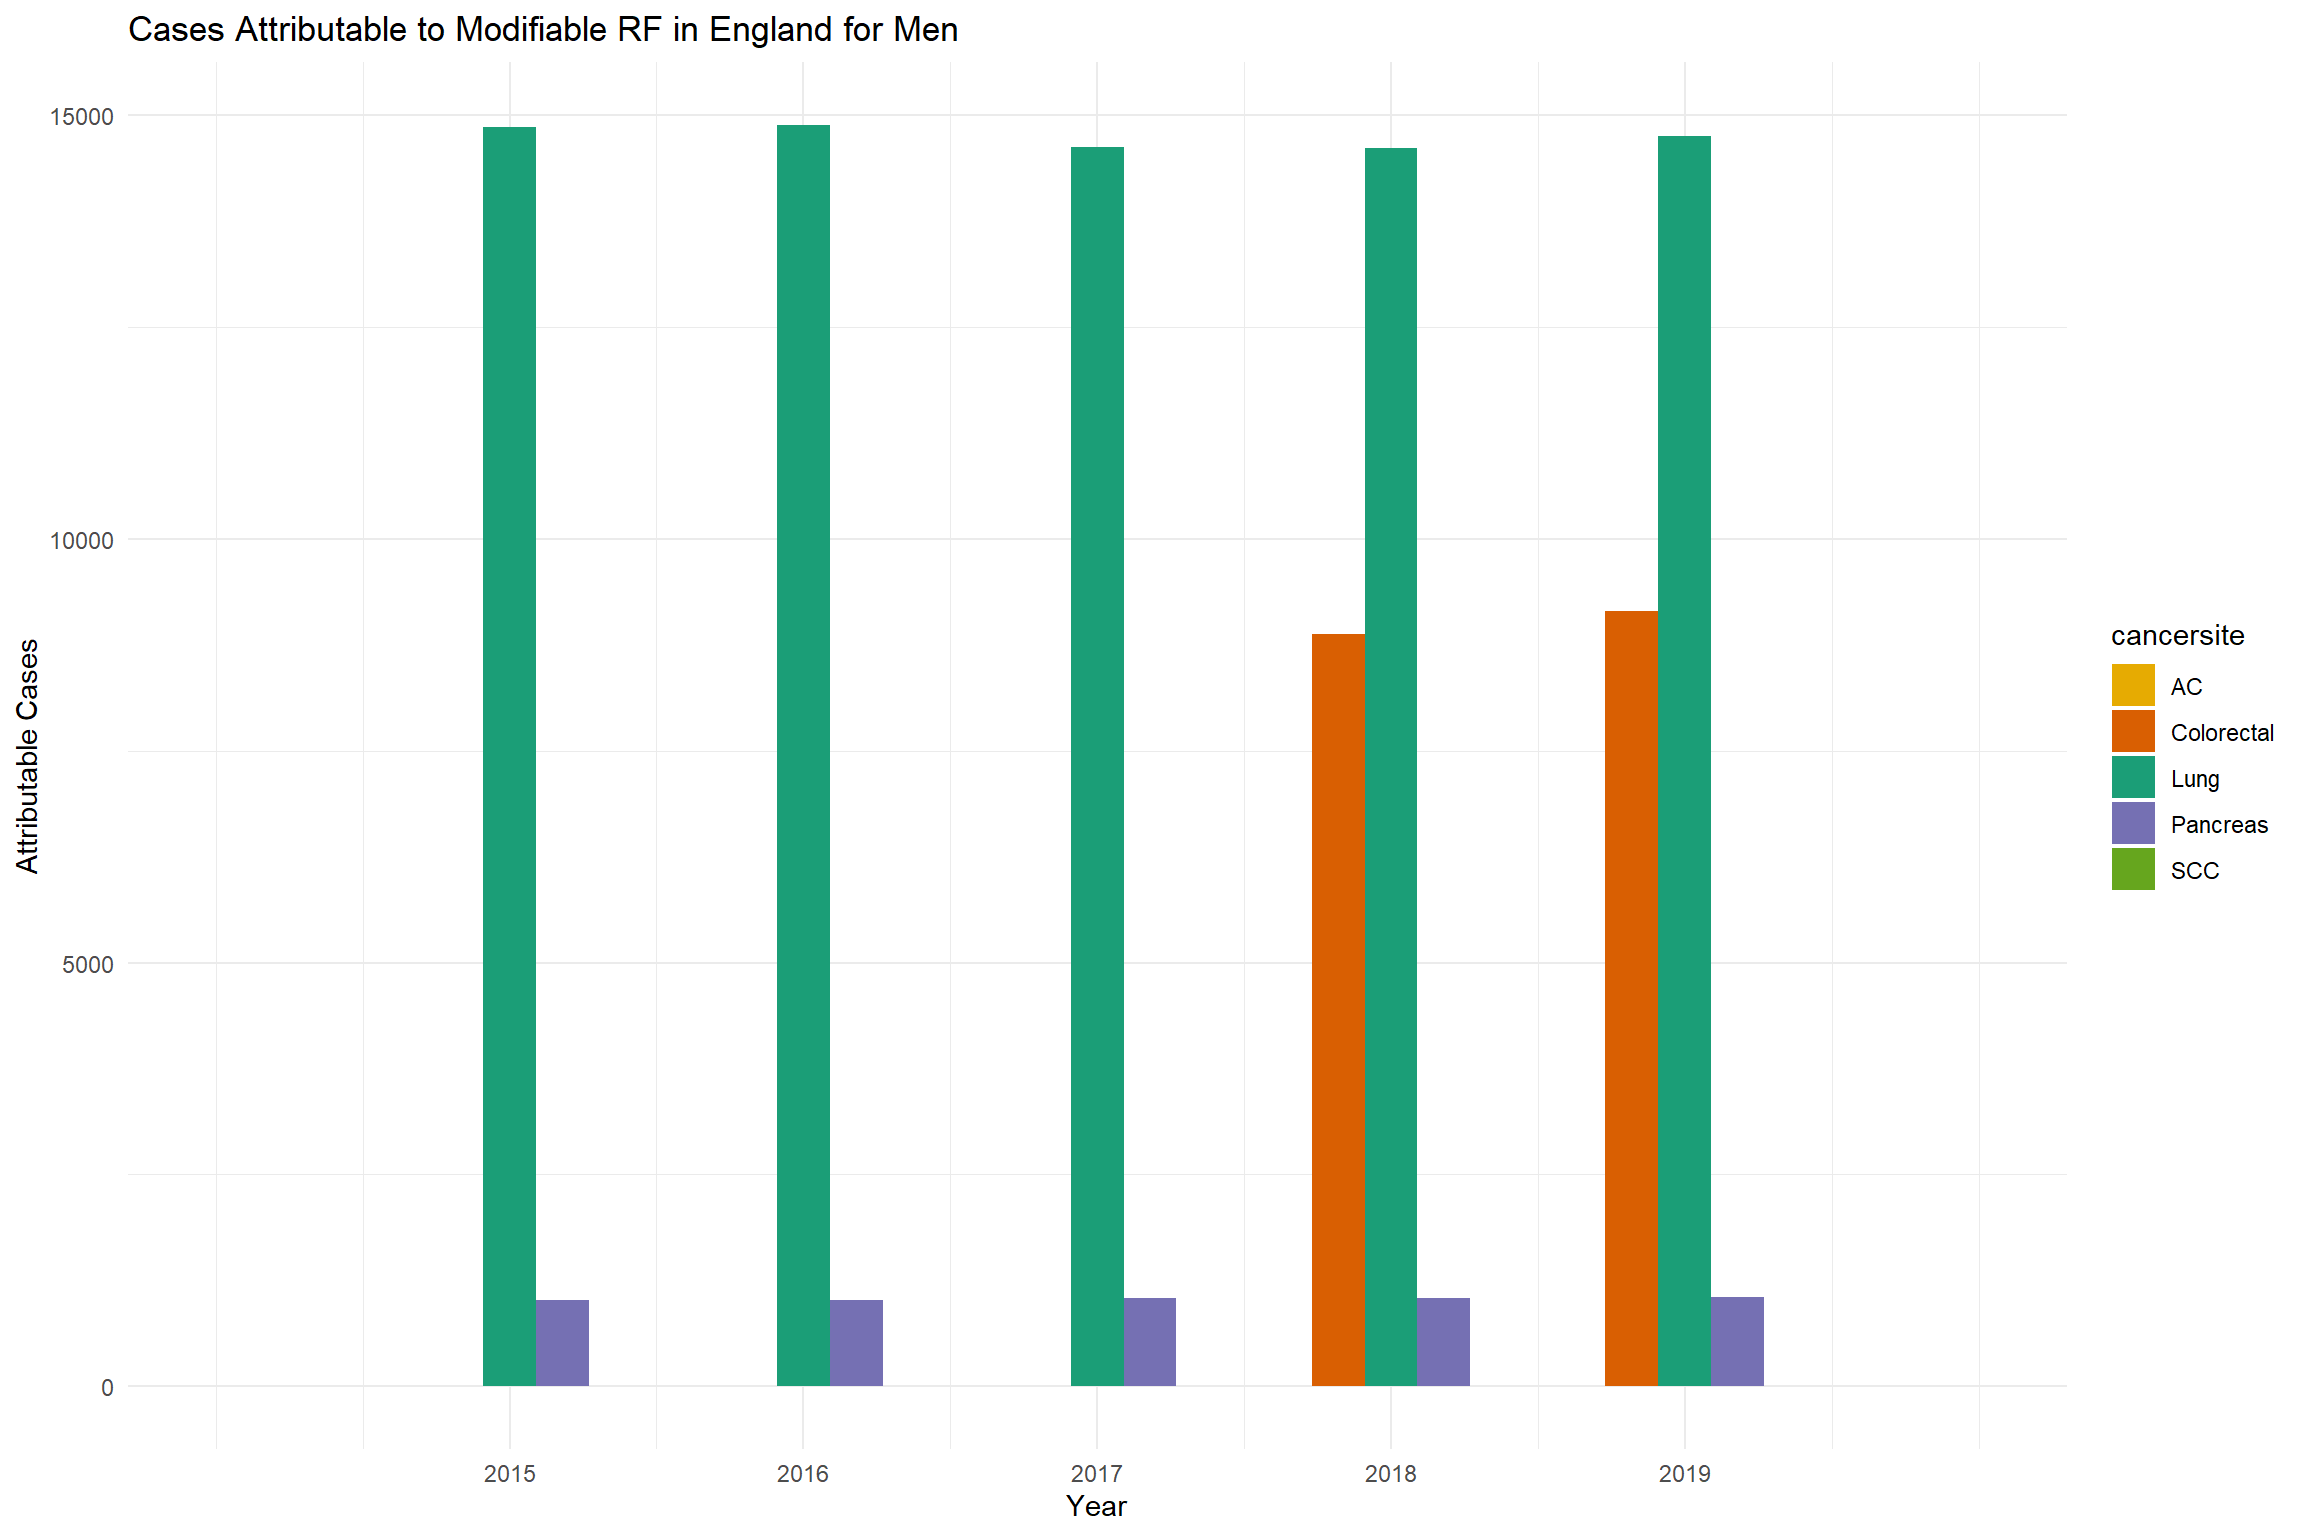 Cases Attributable to Modifiable RF in England for Men
Attributable Cases
15000
10000
5000
0
2015
2016
2017
2018
2019
Year
cancersite
AC
Colorectal
Lung
Pancreas
SCC